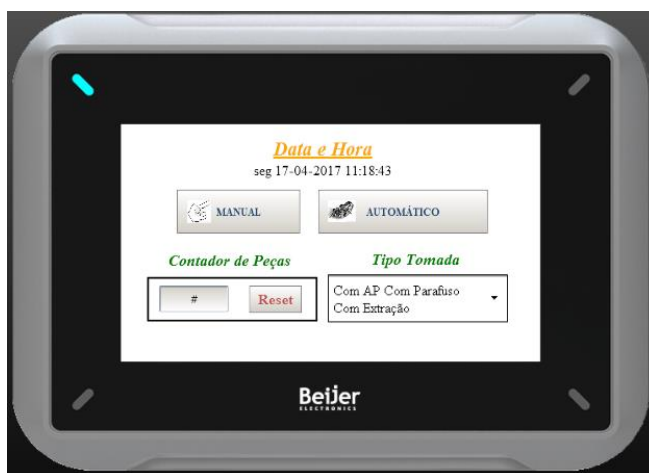 Data e Hora
seg 17-04-2017 11:18:43
MANUAL
AUTOMÁTICO
Contador de Peças
Tipo Tomada
#
Reset
Com AP Com Parafuso
Com Extração
Beijer
ELECTRONICS